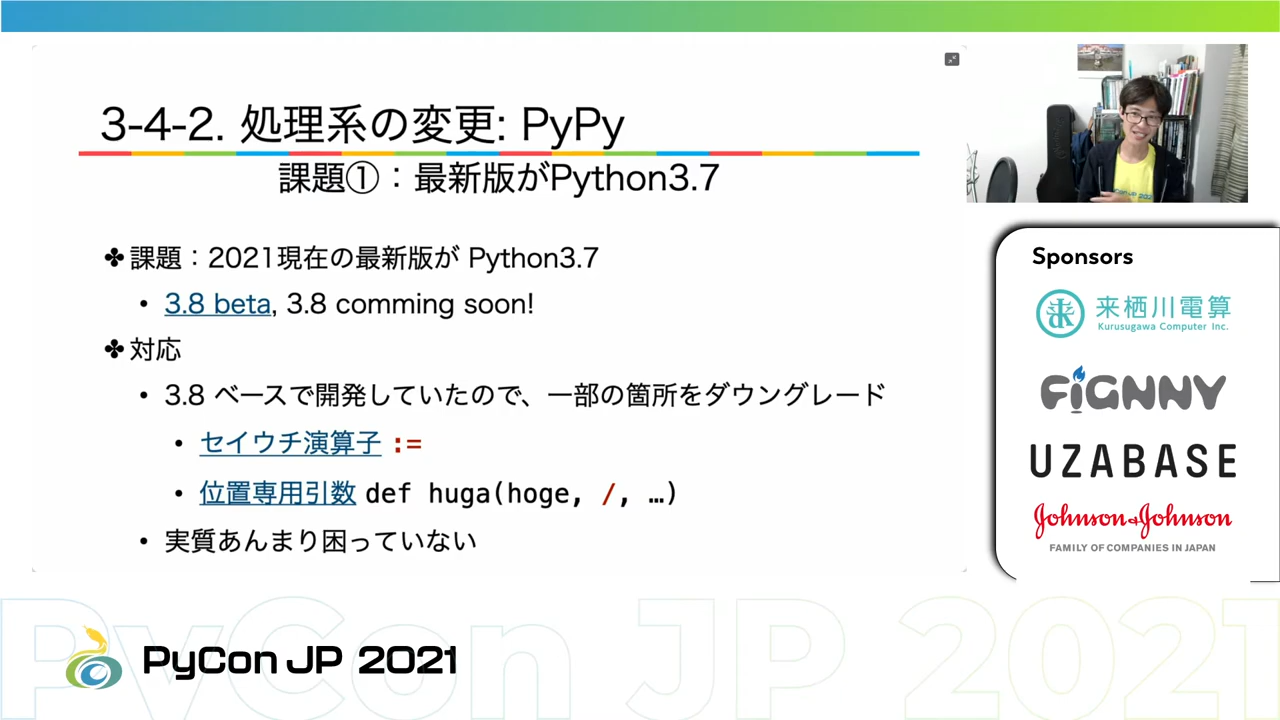 3-4-2. 処理系の変更: PyPy
課題①：最新版がPython3.7
✤課題：2021現在の最新版が Python3.7
• 3.8 beta, 3.8 comming soon!
✤対応
• 3.8 ベースで開発していたので、一部の箇所をダウングレード
• セイウチ演算子 :=
• 位置専用引数 def huga(hoge, /, …)
• 実質あんまり困っていない
Sponsors
来栖川電算
Kurusugawa Computer Inc.
FiGNNY
UZABASE
Johnson&Johnson
FAMILY OF COMPANIES IN JAPAN
PyCon JP 2021
PyCon JP 2021